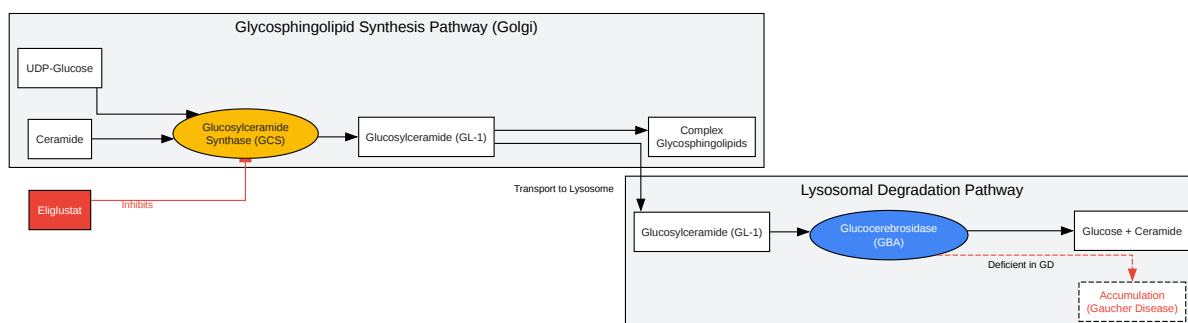 Glycosphingolipid Synthesis Pathway (Golgi)
UDP-Glucose
Ceramide
Glucosylceramide
Synthase (GCS)
Glucosylceramide (GL-1)
Complex
Glycosphingolipids
Eliglustat
Inhibits
Transport to Lysosome
Lysosomal Degradation Pathway
Glucosylceramide (GL-1)
Glucocerebrosidase
(GBA)
Glucose + Ceramide
Deficient in GD
Accumulation
(Gaucher Disease)